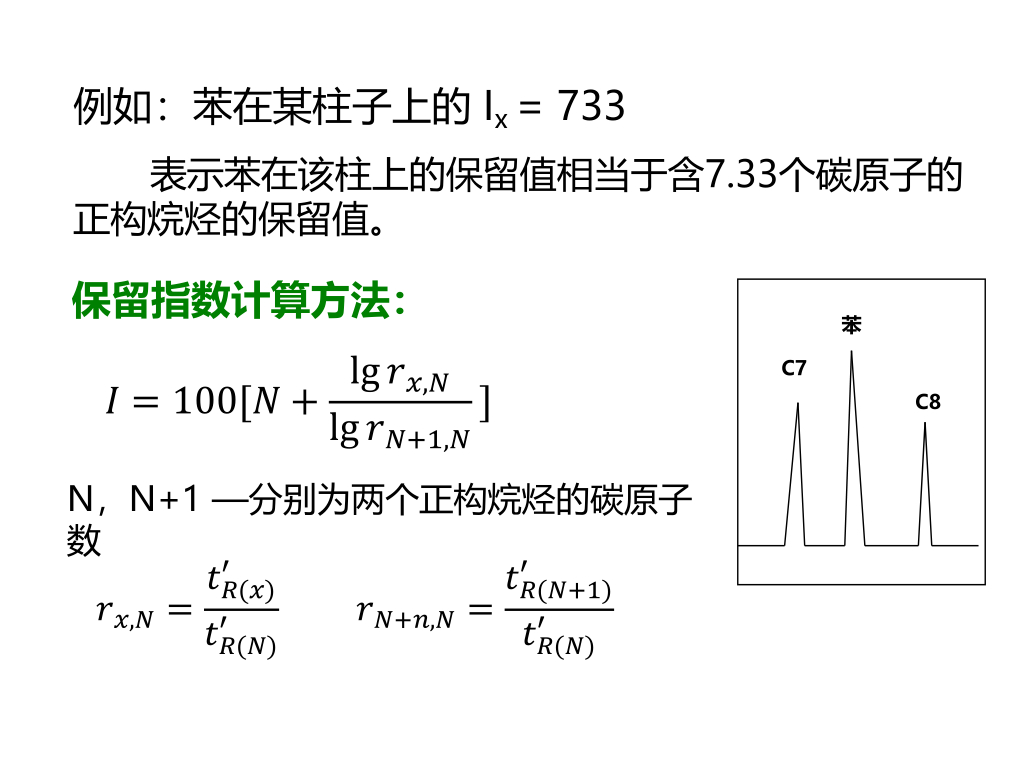 例如：苯在某柱子上的 Iₓ = 733
表示苯在该柱上的保留值相当于含7.33个碳原子的
正构烷烃的保留值。
保留指数计算方法：
苯
C7
C8
$I = 100[N + \frac{\lg r_{x,N}}{\lg r_{N+1,N}}]$
N，N+1 —分别为两个正构烷烃的碳原子
数
$r_{x,N} = \frac{t'_{R(x)}}{t'_{R(N)}}$ $r_{N+n,N} = \frac{t'_{R(N+1)}}{t'_{R(N)}}$